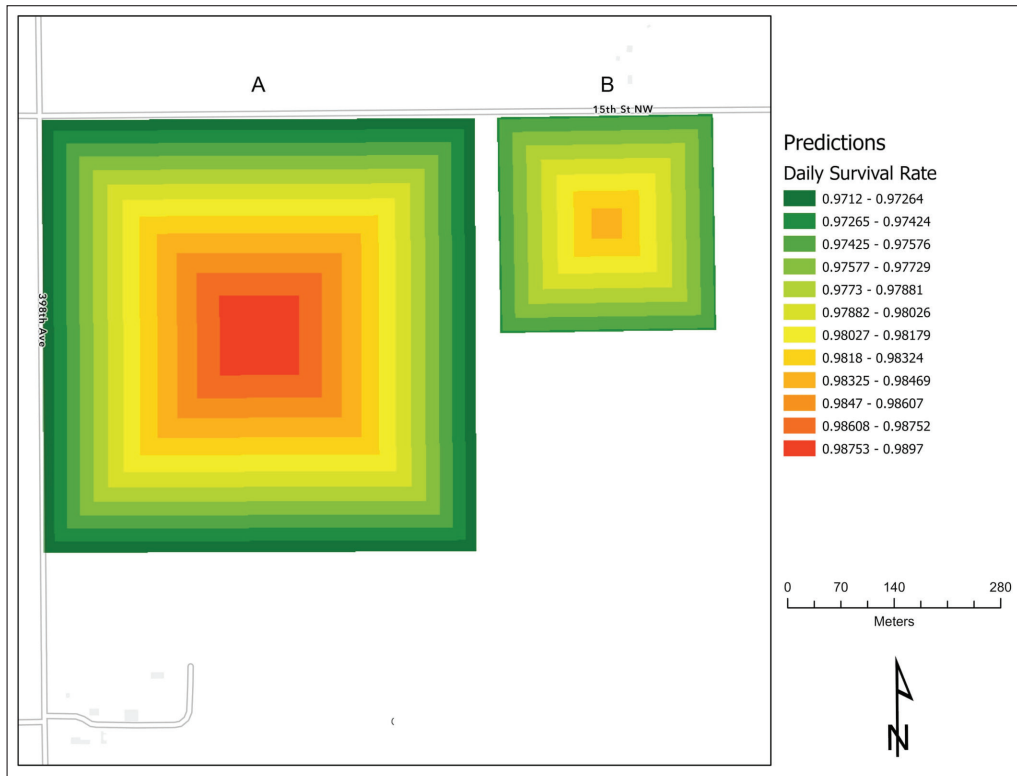 A
B
15th St NW
398th Ave
Predictions
Daily Survival Rate
0.9712 - 0.97264
0.97265 - 0.97424
0.97425 - 0.97576
0.97577 - 0.97729
0.9773 - 0.97881
0.97882 - 0.98026
0.98027 - 0.98179
0.9818 - 0.98324
0.98325 - 0.98469
0.9847 - 0.98607
0.98608 - 0.98752
0.98753 - 0.9897
0 70 140 280
Meters
N